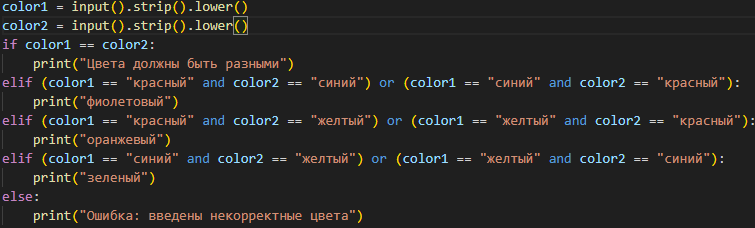 color1 = input().strip().lower()
color2 = input().strip().lower()
if color1 == color2:
    print("Цвета должны быть разными")
elif (color1 == "красный" and color2 == "синий") or (color1 == "синий" and color2 == "красный"):
    print("фиолетовый")
elif (color1 == "красный" and color2 == "желтый") or (color1 == "желтый" and color2 == "красный"):
    print("оранжевый")
elif (color1 == "синий" and color2 == "желтый") or (color1 == "желтый" and color2 == "синий"):
    print("зеленый")
else:
    print("Ошибка: введены некорректные цвета")